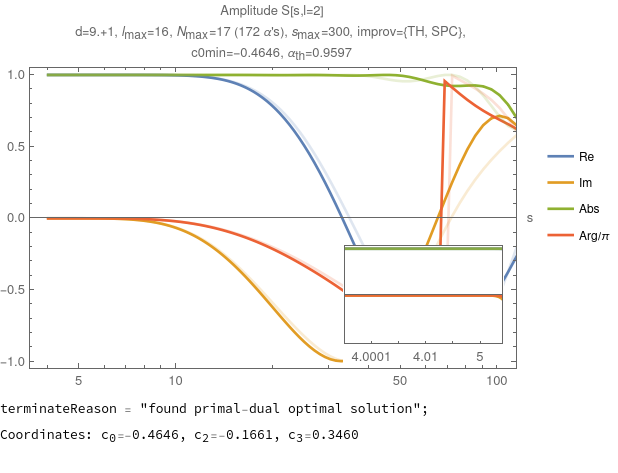 Amplitude S[s,l=2]
d=9.+1, lmax=16, Nmax=17 (172 α's), smax=300, improv={TH, SPC},
c0min=−0.4646, αth=0.9597
1.0
0.5
0.0
−0.5
−1.0
s
5
10
50
100
4.0001
4.01
5
Re
Im
Abs
Arg/π
terminateReason = "found primal-dual optimal solution";
Coordinates: c0=-0.4646, c2=-0.1661, c3=0.3460